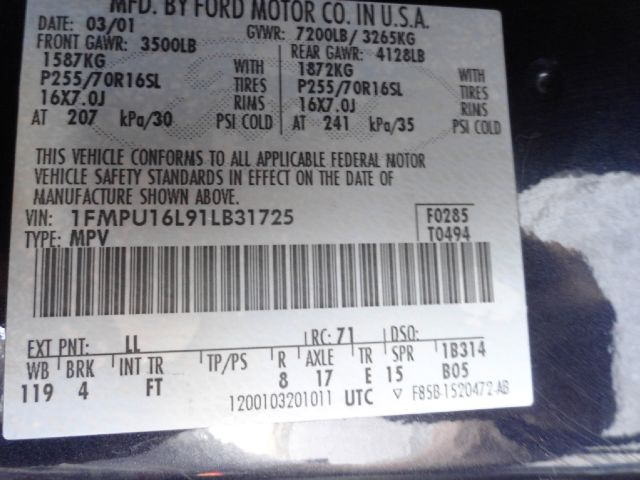 MFD. BY FORD MOTOR CO. IN U.S.A.
DATE: 03/01 GVWR: 7200LB/ 3265KG
FRONT GAWR: 3500LB REAR GAWR: 4128LB
1587KG WITH 1872KG WITH
P255/70R16SL TIRES P255/70R16SL TIRES
16X7.0J RIMS 16X7.0J RIMS
AT 207 kPa/30 PSI COLD AT 241 kPa/35 PSI COLD
THIS VEHICLE CONFORMS TO ALL APPLICABLE FEDERAL MOTOR
VEHICLE SAFETY STANDARDS IN EFFECT ON THE DATE OF
MANUFACTURE SHOWN ABOVE.
VIN: 1FMPU16L91LB31725 F0285
TYPE: MPV T0494
EXT PNT: LL RC: 71 DSO:
WB BRK INT TR TP/PS R AXLE TR SPR 1B314
119 4 FT 8 17 E 15 B05
1200103201011 UTC ▽ F85B-1520472-AB